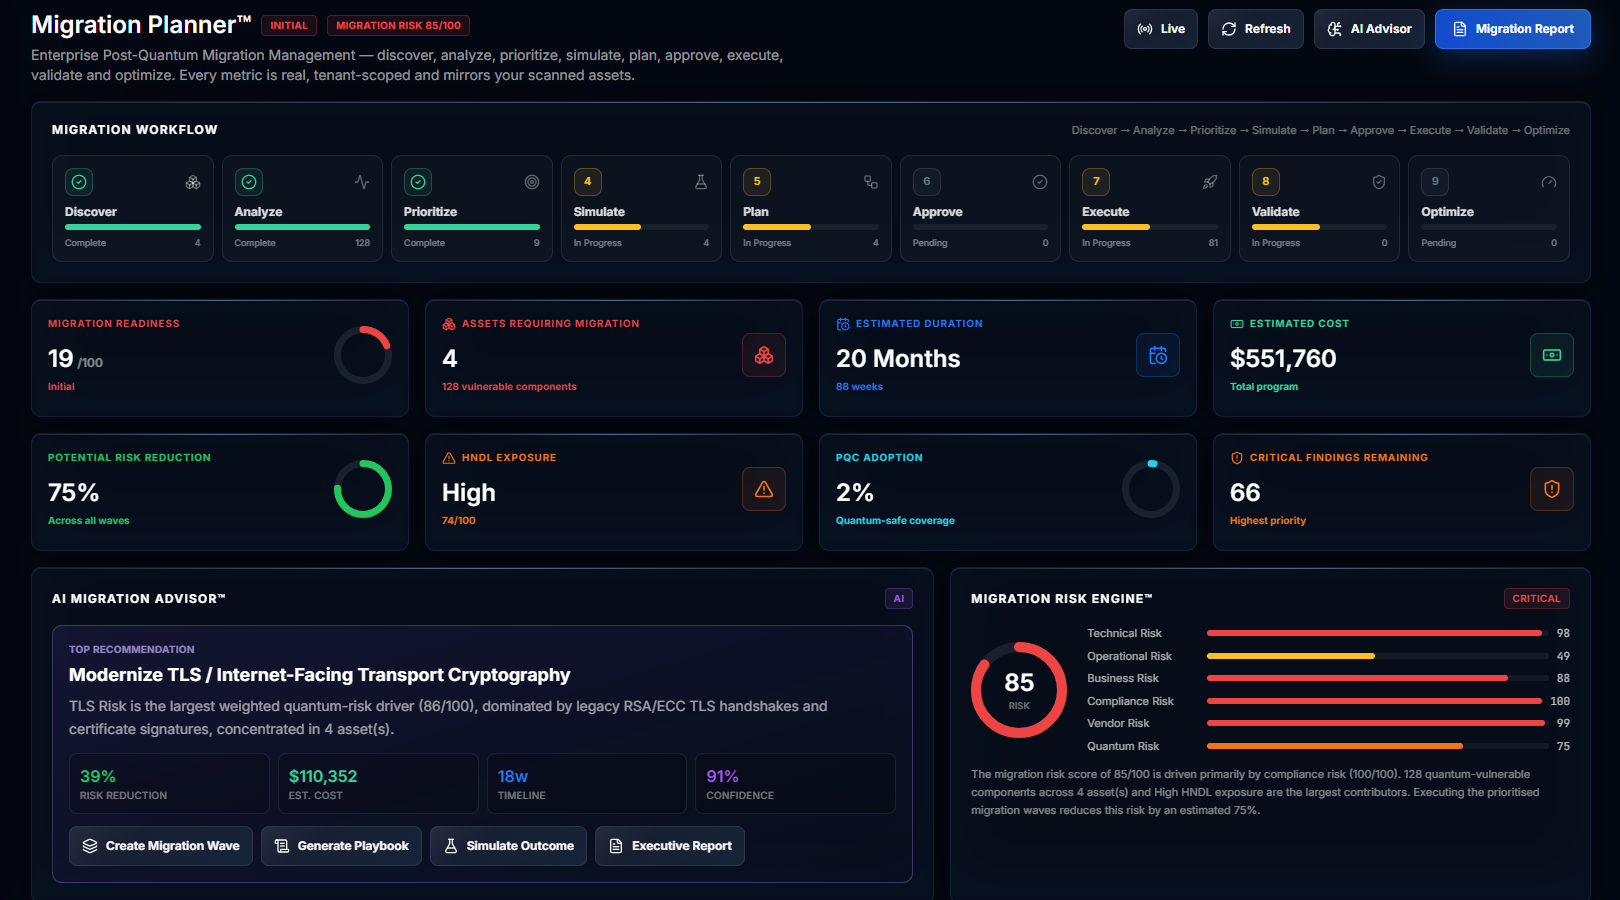 Migration Planner™ INITIAL MIGRATION RISK 85/100
Live Refresh AI Advisor Migration Report
Enterprise Post-Quantum Migration Management — discover, analyze, prioritize, simulate, plan, approve, execute,
validate and optimize. Every metric is real, tenant-scoped and mirrors your scanned assets.
MIGRATION WORKFLOW
Discover → Analyze → Prioritize → Simulate → Plan → Approve → Execute → Validate → Optimize
Discover
Complete 4
Analyze
Complete 128
Prioritize
Complete 9
4
Simulate
In Progress 4
5
Plan
In Progress 4
6
Approve
Pending 0
7
Execute
In Progress 81
8
Validate
In Progress 0
9
Optimize
Pending 0
MIGRATION READINESS
19 /100
Initial
ASSETS REQUIRING MIGRATION
4
128 vulnerable components
ESTIMATED DURATION
20 Months
88 weeks
ESTIMATED COST
$551,760
Total program
POTENTIAL RISK REDUCTION
75%
Across all waves
HNDL EXPOSURE
High
74/100
PQC ADOPTION
2%
Quantum-safe coverage
CRITICAL FINDINGS REMAINING
66
Highest priority
AI MIGRATION ADVISOR™ AI
TOP RECOMMENDATION
Modernize TLS / Internet-Facing Transport Cryptography
TLS Risk is the largest weighted quantum-risk driver (86/100), dominated by legacy RSA/ECC TLS handshakes and
certificate signatures, concentrated in 4 asset(s).
39%
RISK REDUCTION
$110,352
EST. COST
18w
TIMELINE
91%
CONFIDENCE
Create Migration Wave Generate Playbook Simulate Outcome Executive Report
MIGRATION RISK ENGINE™ CRITICAL
85
RISK
Technical Risk 98
Operational Risk 49
Business Risk 88
Compliance Risk 100
Vendor Risk 99
Quantum Risk 75
The migration risk score of 85/100 is driven primarily by compliance risk (100/100). 128 quantum-vulnerable
components across 4 asset(s) and High HNDL exposure are the largest contributors. Executing the prioritised
migration waves reduces this risk by an estimated 75%.